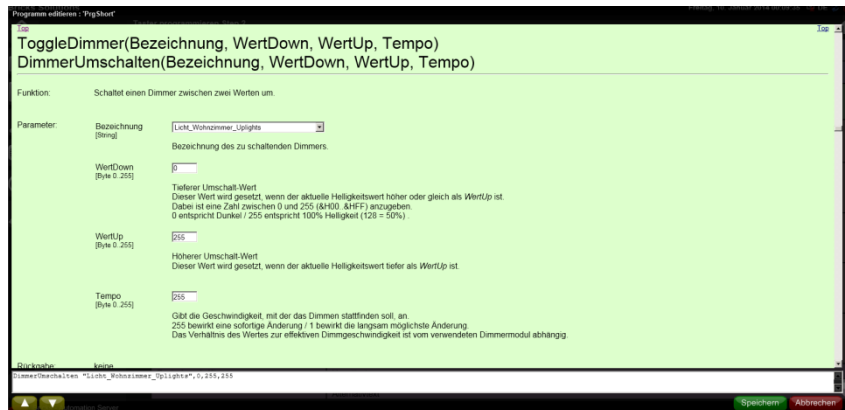 Programm editieren : 'PrgShort'
Top
Top
ToggleDimmer(Bezeichnung, WertDown, WertUp, Tempo)
DimmerUmschalten(Bezeichnung, WertDown, WertUp, Tempo)
Funktion: Schaltet einen Dimmer zwischen zwei Werten um.
Parameter: Bezeichnung Licht_Wohnzimmer_Uplights
[String]
Bezeichnung des zu schaltenden Dimmers.
WertDown 0
[Byte 0..255]
Tieferer Umschalt-Wert
Dieser Wert wird gesetzt, wenn der aktuelle Helligkeitswert höher oder gleich als WertUp ist.
Dabei ist eine Zahl zwischen 0 und 255 (&H00..&HFF) anzugeben.
0 entspricht Dunkel / 255 entspricht 100% Helligkeit (128 = 50%) .
WertUp 255
[Byte 0..255]
Höherer Umschalt-Wert
Dieser Wert wird gesetzt, wenn der aktuelle Helligkeitswert tiefer als WertUp ist.
Tempo 255
[Byte 0..255]
Gibt die Geschwindigkeit, mit der das Dimmen stattfinden soll, an.
255 bewirkt eine sofortige Änderung / 1 bewirkt die langsam möglichste Änderung.
Das Verhältnis des Wertes zur effektiven Dimmgeschwindigkeit ist vom verwendeten Dimmermodul abhängig.
Rückgabe: keine
DimmerUmschalten "Licht_Wohnzimmer_Uplights",0,255,255
Speichern Abbrechen